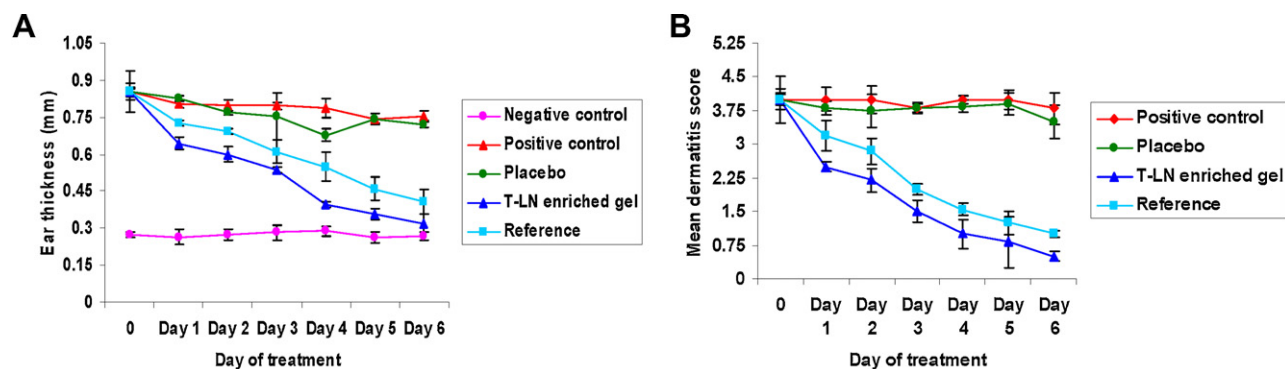 A
Ear thickness (mm)
1.05
0.9
0.75
0.6
0.45
0.3
0.15
0
0 Day 1 Day 2 Day 3 Day 4 Day 5 Day 6
Day of treatment
Negative control
Positive control
Placebo
T-LN enriched gel
Reference
B
Mean dermatitis score
5.25
4.5
3.75
3
2.25
1.5
0.75
0
0 Day Day Day Day Day Day
1 2 3 4 5 6
Day of treatment
Positive control
Placebo
T-LN enriched gel
Reference